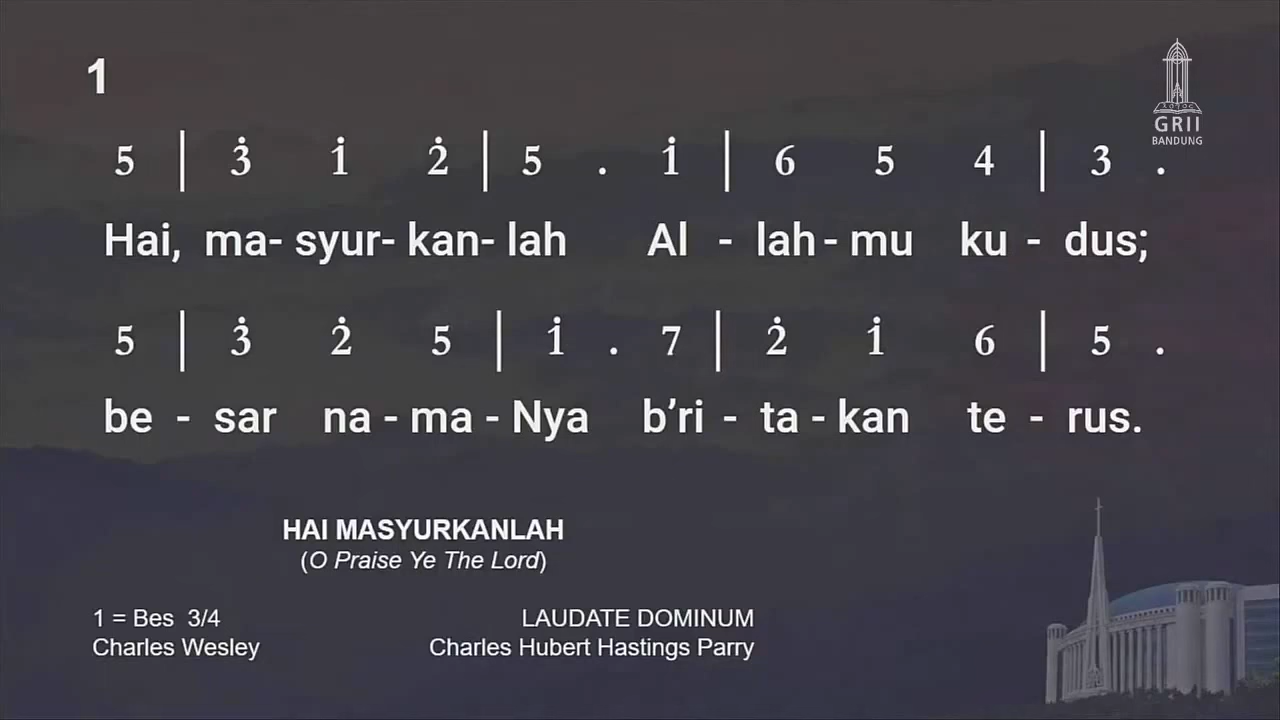 1
GRII
BANDUNG
5 | 3̇ 1̇ 2̇ | 5 . 1̇ | 6 5 4 | 3 .
Hai, ma- syur- kan- lah Al - lah - mu ku - dus;
5 | 3̇ 2̇ 5 | 1̇ . 7 | 2̇ 1̇ 6 | 5 .
be - sar na - ma - Nya b’ri - ta - kan te - rus.
HAI MASYURKANLAH
(O Praise Ye The Lord)
1 = Bes 3/4
LAUDATE DOMINUM
Charles Wesley
Charles Hubert Hastings Parry